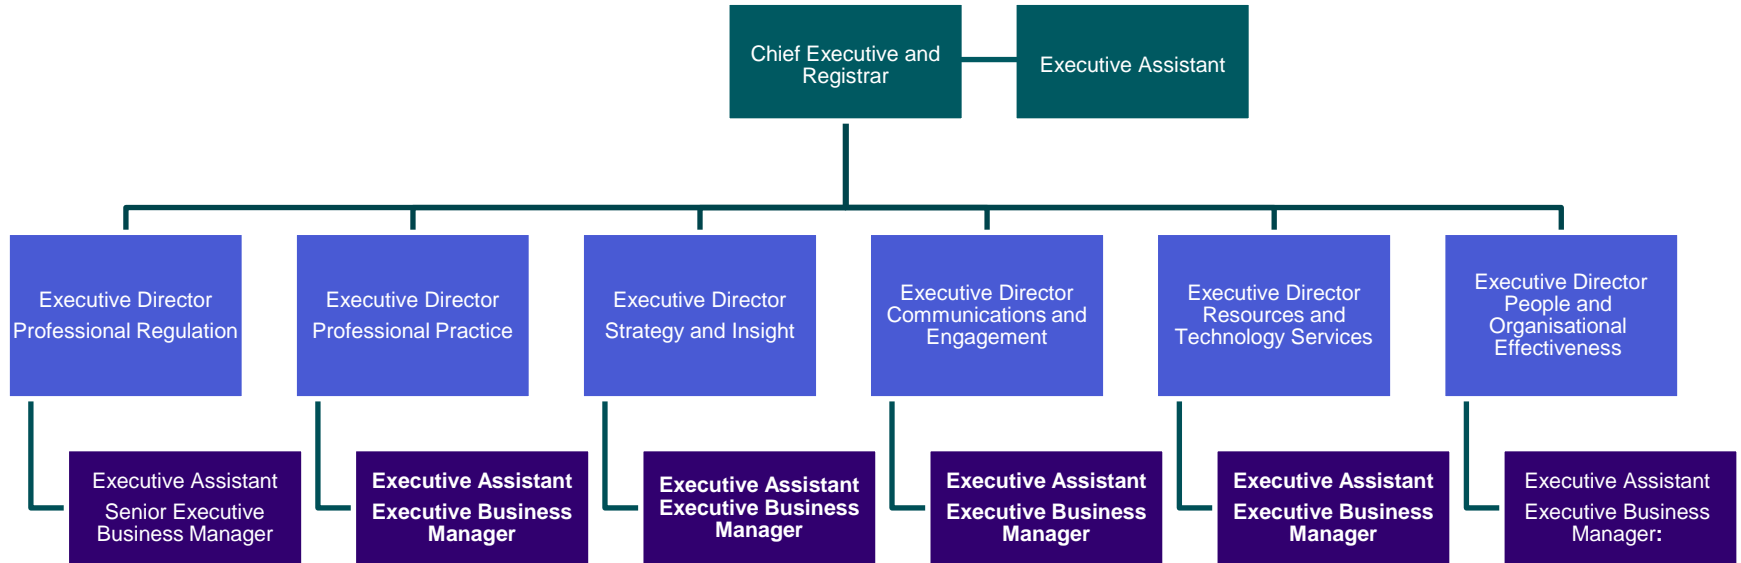 Chief Executive and
Registrar
Executive Assistant
Executive Director
Professional Regulation
Executive Director
Professional Practice
Executive Director
Strategy and Insight
Executive Director
Communications and
Engagement
Executive Director
Resources and
Technology Services
Executive Director
People and
Organisational
Effectiveness
Executive Assistant
Senior Executive
Business Manager
Executive Assistant
Executive Business
Manager
Executive Assistant
Executive Business
Manager
Executive Assistant
Executive Business
Manager
Executive Assistant
Executive Business
Manager
Executive Assistant
Executive Business
Manager: